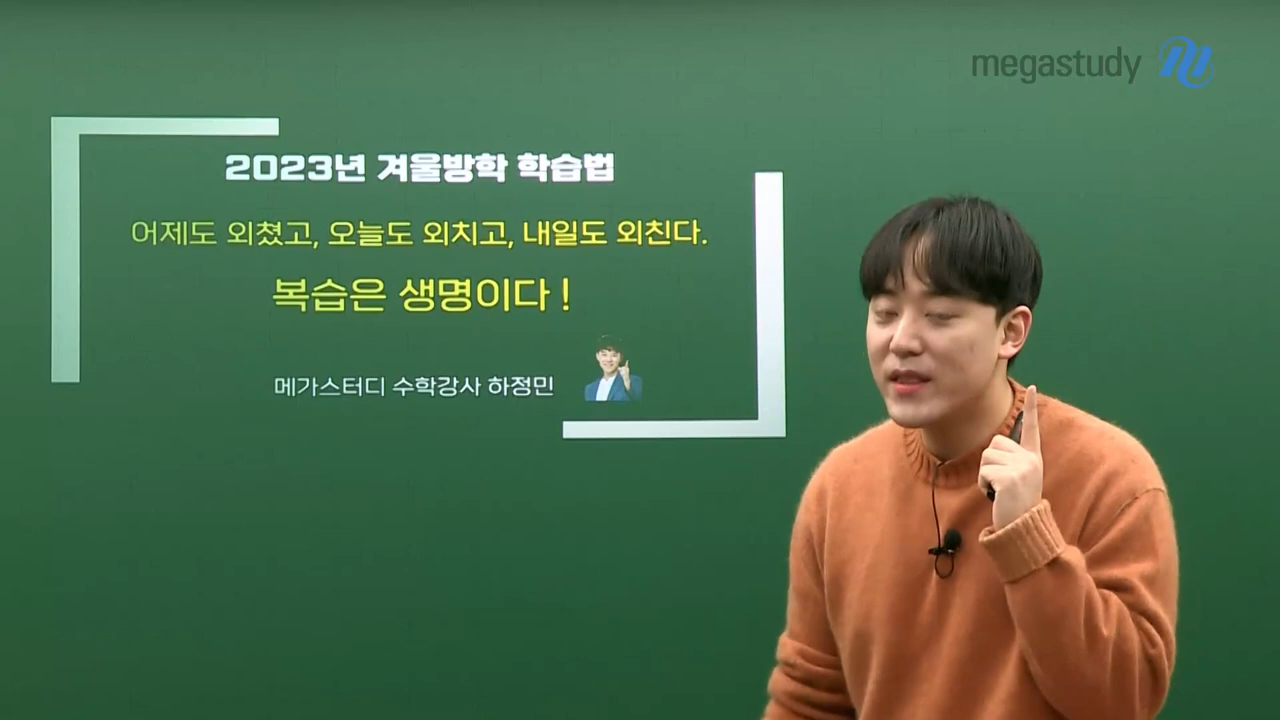 megastudy
2023년 겨울방학 학습법
어제도 외쳤고, 오늘도 외치고, 내일도 외친다.
복습은 생명이다 !
메가스터디 수학강사 하정민